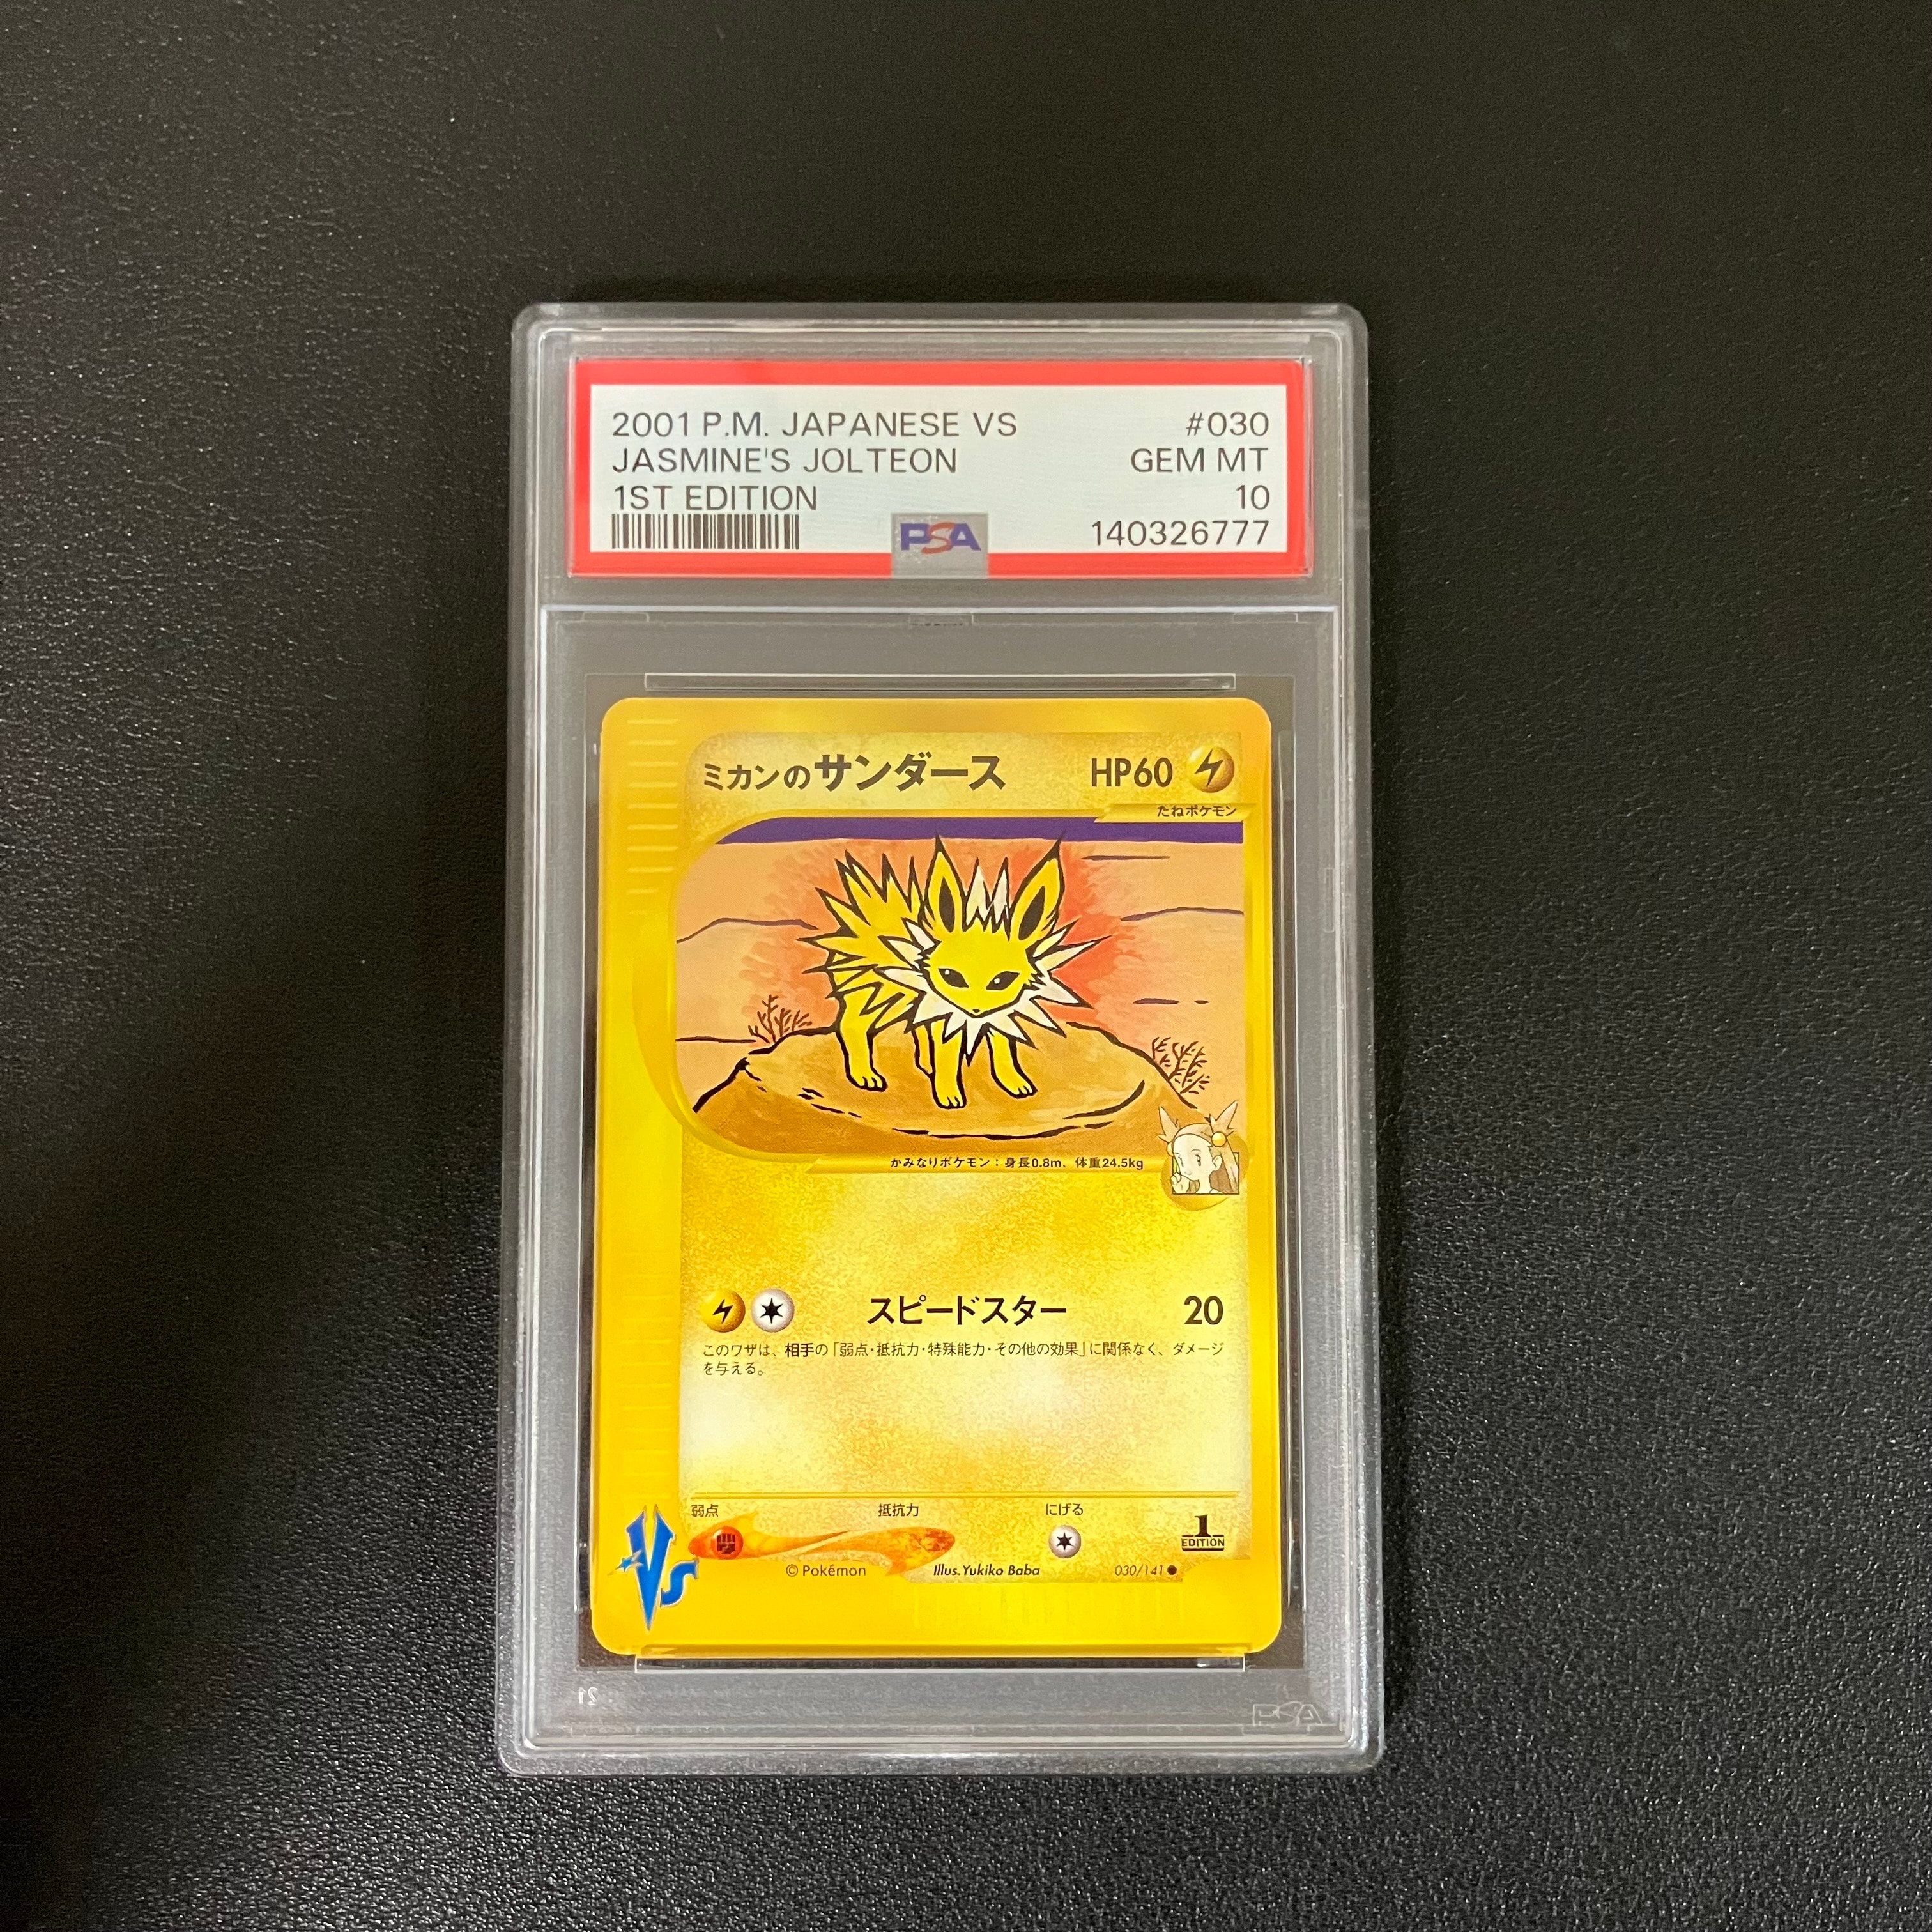 2001 P.M. JAPANESE VS #030
JASMINE'S JOLTEON GEM MT
1ST EDITION 10
PSA 140326777
ミカンのサンダース HP60
たねポケモン
かみなりポケモン：身長0.8m、体重24.5kg
スピードスター 20
このワザは、相手の「弱点・抵抗力・特殊能力・その他の効果」に関係なく、ダメージ
を与える。
弱点 抵抗力 にげる
1
EDITION
VS
©Pokémon Illus.Yukiko Baba 030/141●
21 PSA